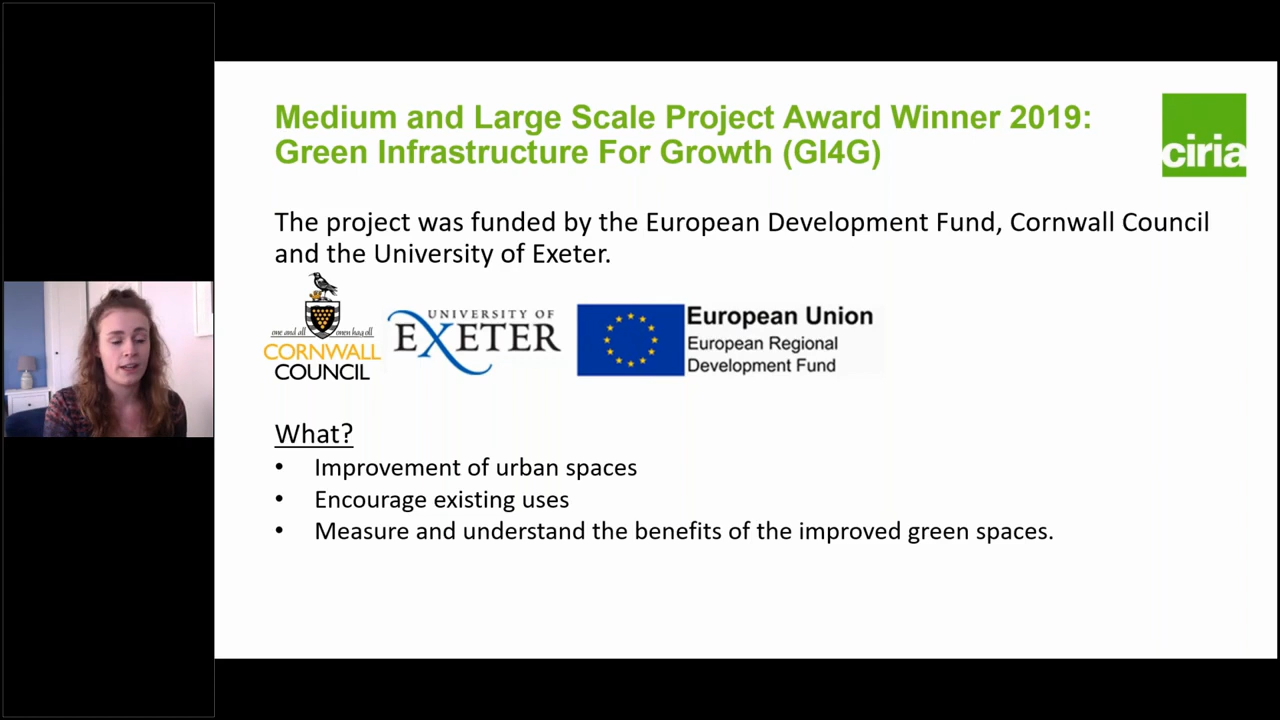 Medium and Large Scale Project Award Winner 2019:
Green Infrastructure For Growth (GI4G)
ciria
The project was funded by the European Development Fund, Cornwall Council
and the University of Exeter.
one and all onen hag oll
CORNWALL
COUNCIL
UNIVERSITY OF
EXETER
European Union
European Regional
Development Fund
What?
• Improvement of urban spaces
• Encourage existing uses
• Measure and understand the benefits of the improved green spaces.